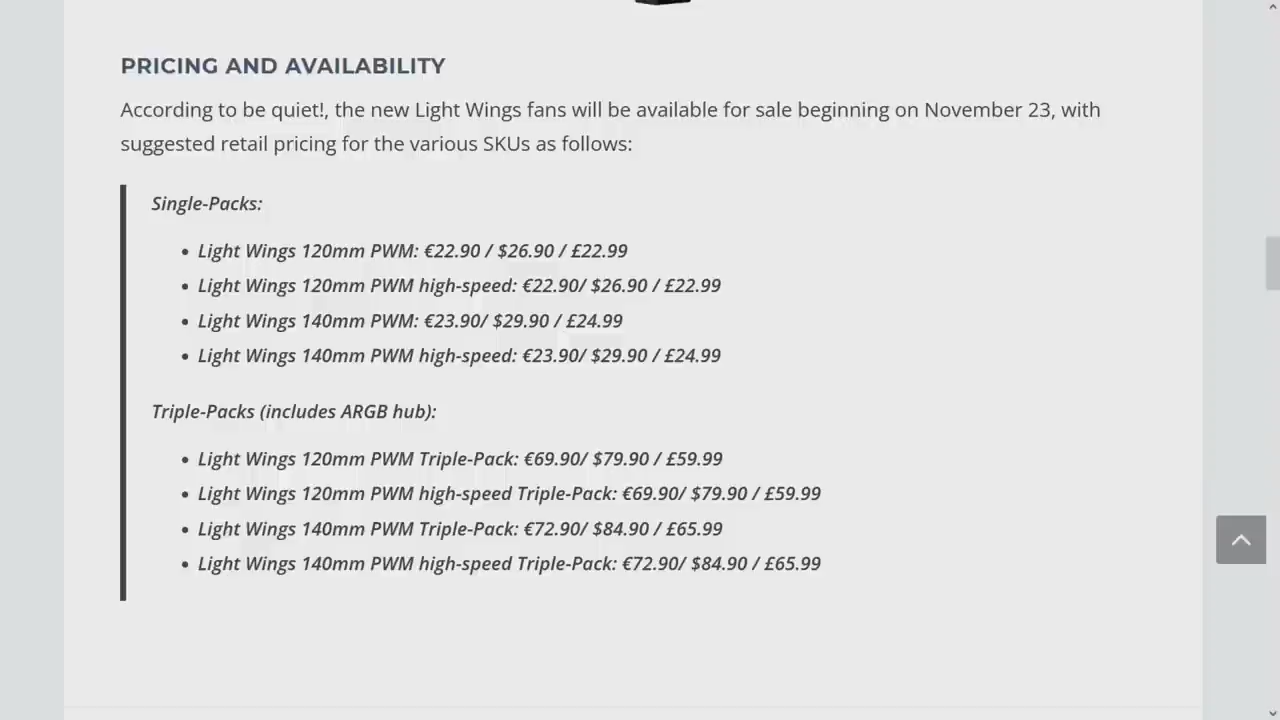 PRICING AND AVAILABILITY
According to be quiet!, the new Light Wings fans will be available for sale beginning on November 23, with
suggested retail pricing for the various SKUs as follows:
Single-Packs:
• Light Wings 120mm PWM: €22.90 / $26.90 / £22.99
• Light Wings 120mm PWM high-speed: €22.90/ $26.90 / £22.99
• Light Wings 140mm PWM: €23.90/ $29.90 / £24.99
• Light Wings 140mm PWM high-speed: €23.90/ $29.90 / £24.99
Triple-Packs (includes ARGB hub):
• Light Wings 120mm PWM Triple-Pack: €69.90/ $79.90 / £59.99
• Light Wings 120mm PWM high-speed Triple-Pack: €69.90/ $79.90 / £59.99
• Light Wings 140mm PWM Triple-Pack: €72.90/ $84.90 / £65.99
• Light Wings 140mm PWM high-speed Triple-Pack: €72.90/ $84.90 / £65.99